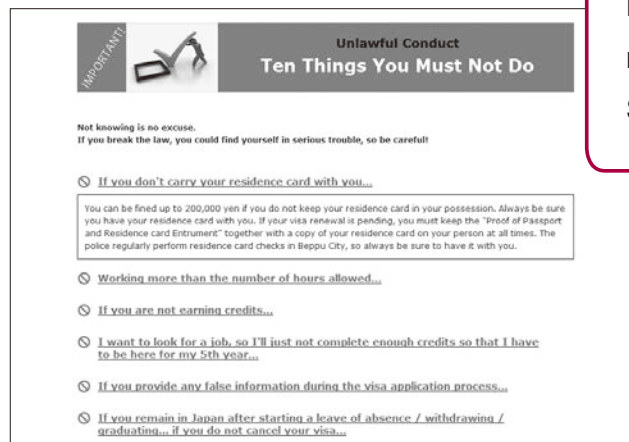 IMPORTANT!
Unlawful Conduct
Ten Things You Must Not Do
Not knowing is no excuse.
If you break the law, you could find yourself in serious trouble, so be careful!
If you don't carry your residence card with you...
You can be fined up to 200,000 yen if you do not keep your residence card in your possession. Always be sure
you have your residence card with you. If your visa renewal is pending, you must keep the "Proof of Passport
and Residence card Entrument" together with a copy of your residence card on your person at all times. The
police regularly perform residence card checks in Beppu City, so always be sure to have it with you.
Working more than the number of hours allowed...
If you are not earning credits...
I want to look for a job, so I'll just not complete enough credits so that I have
to be here for my 5th year...
If you provide any false information during the visa application process...
If you remain in Japan after starting a leave of absence / withdrawing /
graduating... if you do not cancel your visa...